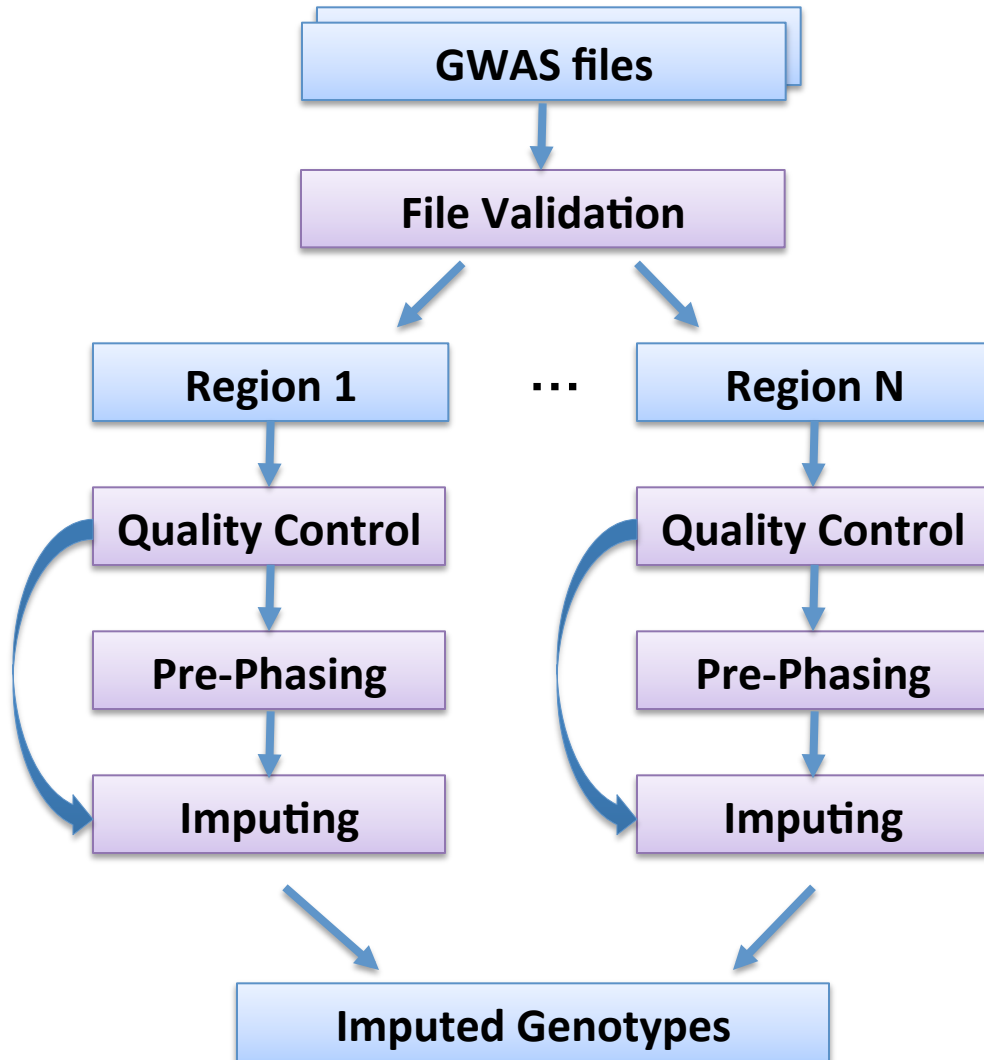 GWAS files
File Validation
Region 1
...
Region N
Quality Control
Quality Control
Pre-Phasing
Pre-Phasing
Imputing
Imputing
Imputed Genotypes